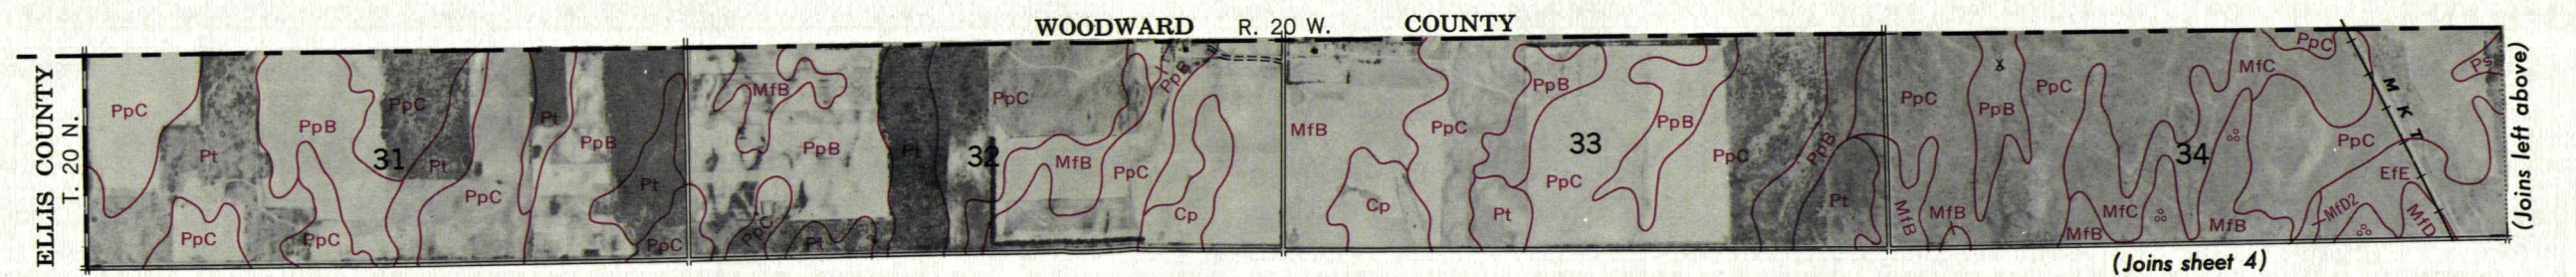 WOODWARD R. 20 W. COUNTY
ELLIS COUNTY
T. 20 N.
(Joins left above)
(Joins sheet 4)
31
32
33
34
M K T
PpC
Pt
PpB
PpC
Pt
PpC
Pt
PpB
Pt
PpC
PpC
PpC
MfB
PpB
Pt
PpC
PpB
MfB
PpC
Cp
PpC
Pt
MfB
PpC
PpB
PpB
PpC
PpC
PpB
Cp
Pt
Pt
PpC
PpB
PpC
MfC
PpC
Ps
PpC
EfE
MfB
MfB
MfC
MfB
MfB
MfD2
MfD